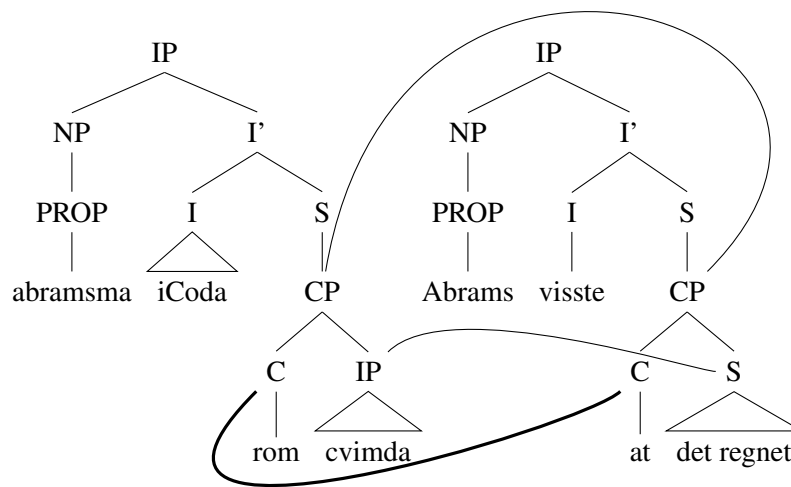 IP IP
NP I’ NP I’
PROP I S PROP I S
abramsma iCoda CP Abrams visste CP
C IP C S
rom cvimda at det regnet